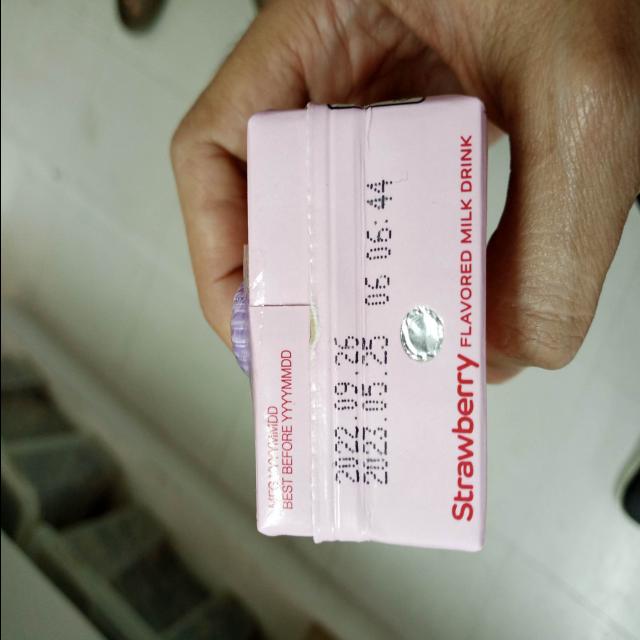 MFG YYYYMMDD
BEST BEFORE YYYYMMDD
2022.09.26
2023.05.25 06 06:44
Strawberry FLAVORED MILK DRINK